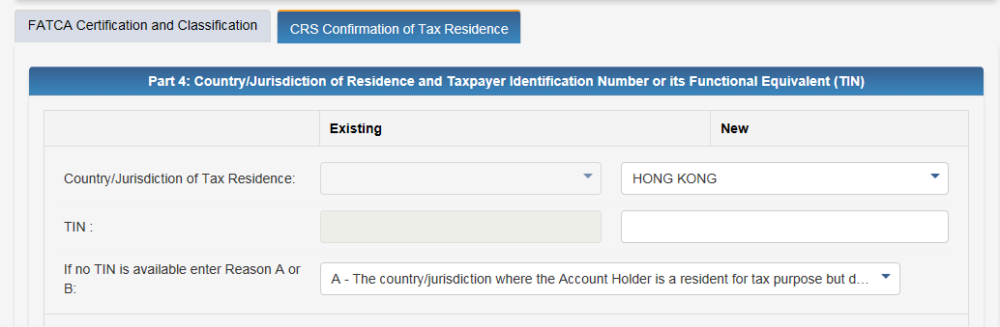 FATCA Certification and Classification
CRS Confirmation of Tax Residence
Part 4: Country/Jurisdiction of Residence and Taxpayer Identification Number or its Functional Equivalent (TIN)
Existing
New
Country/Jurisdiction of Tax Residence:
HONG KONG
TIN :
If no TIN is available enter Reason A or
B:
A - The country/jurisdiction where the Account Holder is a resident for tax purpose but d...